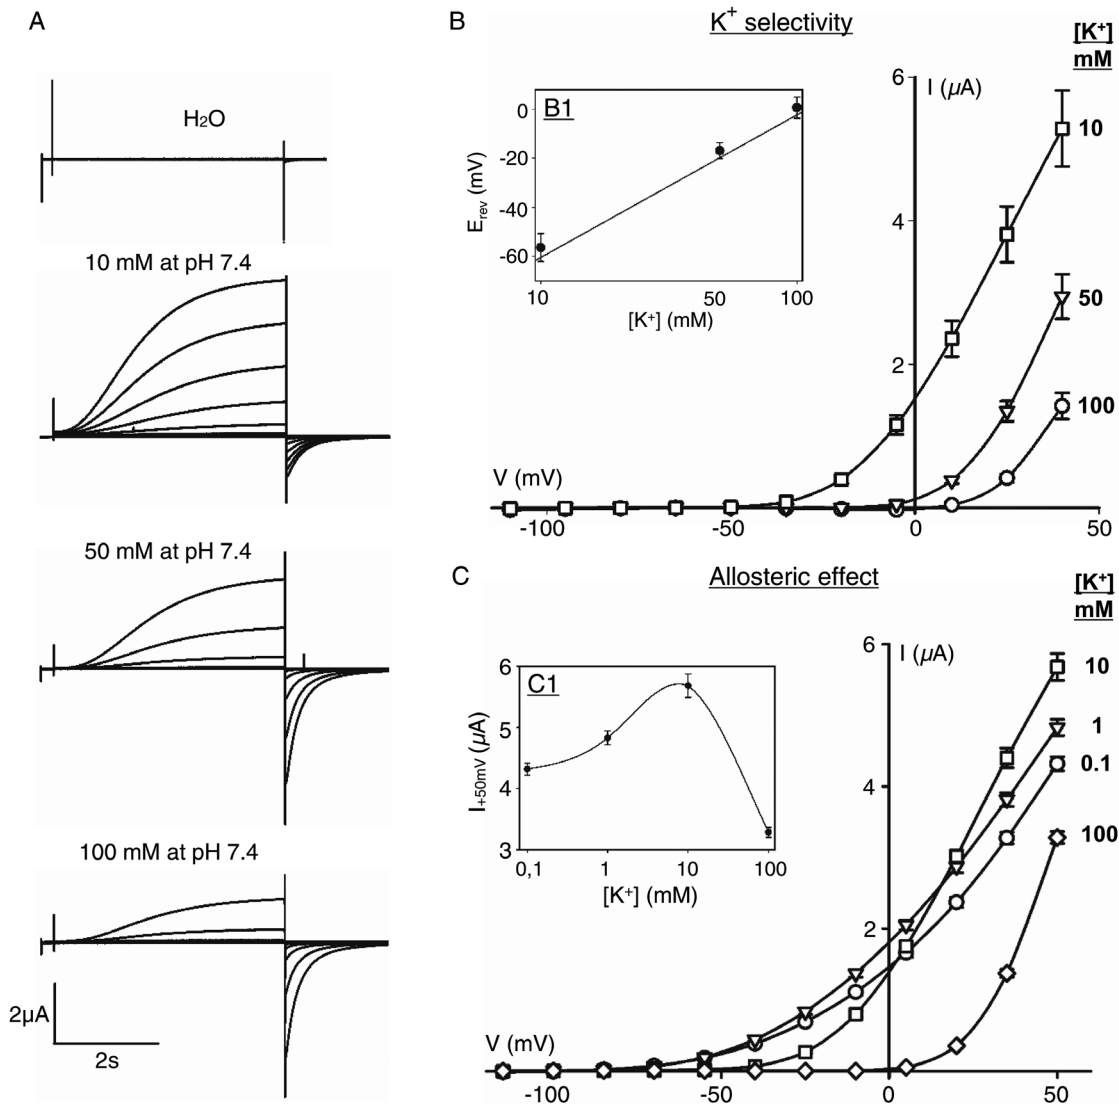 A
H2O
10 mM at pH 7.4
50 mM at pH 7.4
100 mM at pH 7.4
2µA
2s
B
K+ selectivity
[K+]
mM
6
I (µA)
10
4
50
2
100
V (mV)
-100
-50
0
50
B1
0
-20
-40
-60
Erev (mV)
10
50
100
[K+] (mM)
C
Allosteric effect
[K+]
mM
6
I (µA)
10
1
0.1
4
100
2
V (mV)
-100
-50
0
50
C1
6
5
4
3
I+50mV (µA)
0,1
1
10
100
[K+] (mM)